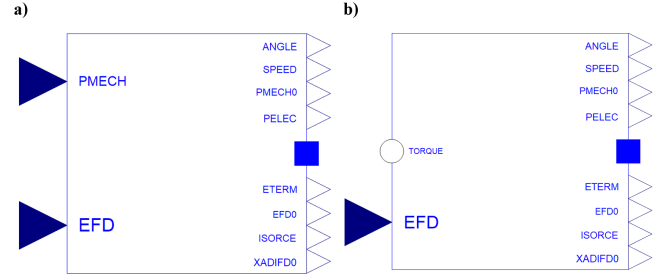 a)
PMECH
EFD
ANGLE
SPEED
PMECH0
PELEC
ETERM
EFD0
ISORCE
XADIFD0
b)
TORQUE
EFD
ANGLE
SPEED
PMECH0
PELEC
ETERM
EFD0
ISORCE
XADIFD0